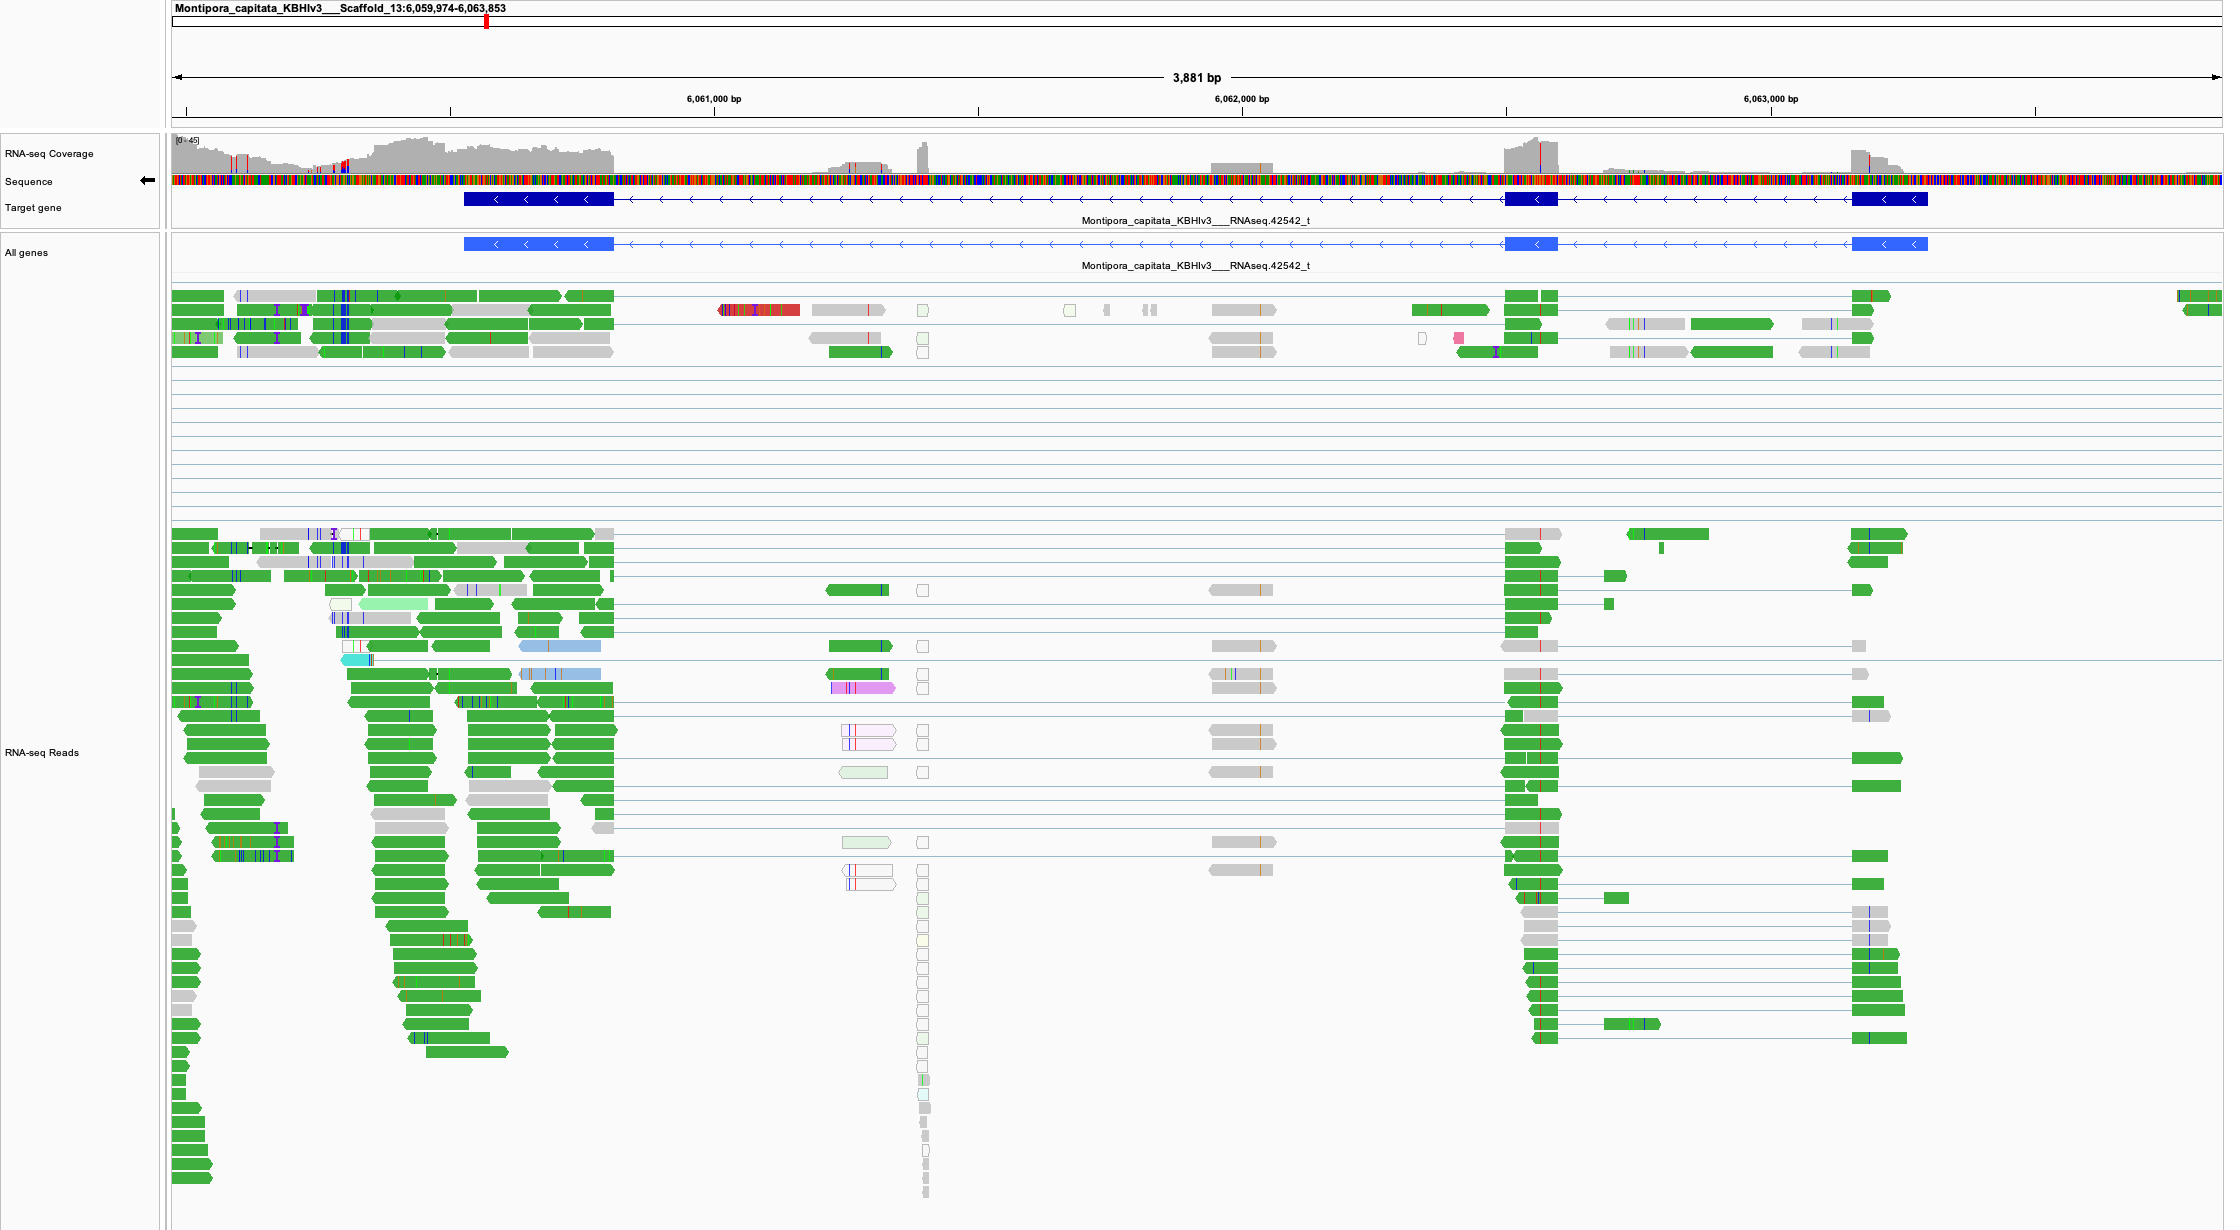 Montipora_capitata_KBHIv3___Scaffold_13:6,059,974-6,063,853
3,881 bp
6,061,000 bp
6,062,000 bp
6,063,000 bp
RNA-seq Coverage
[0 - 45]
Sequence
Target gene
Montipora_capitata_KBHIv3___RNAseq.42542_t
All genes
Montipora_capitata_KBHIv3___RNAseq.42542_t
RNA-seq Reads